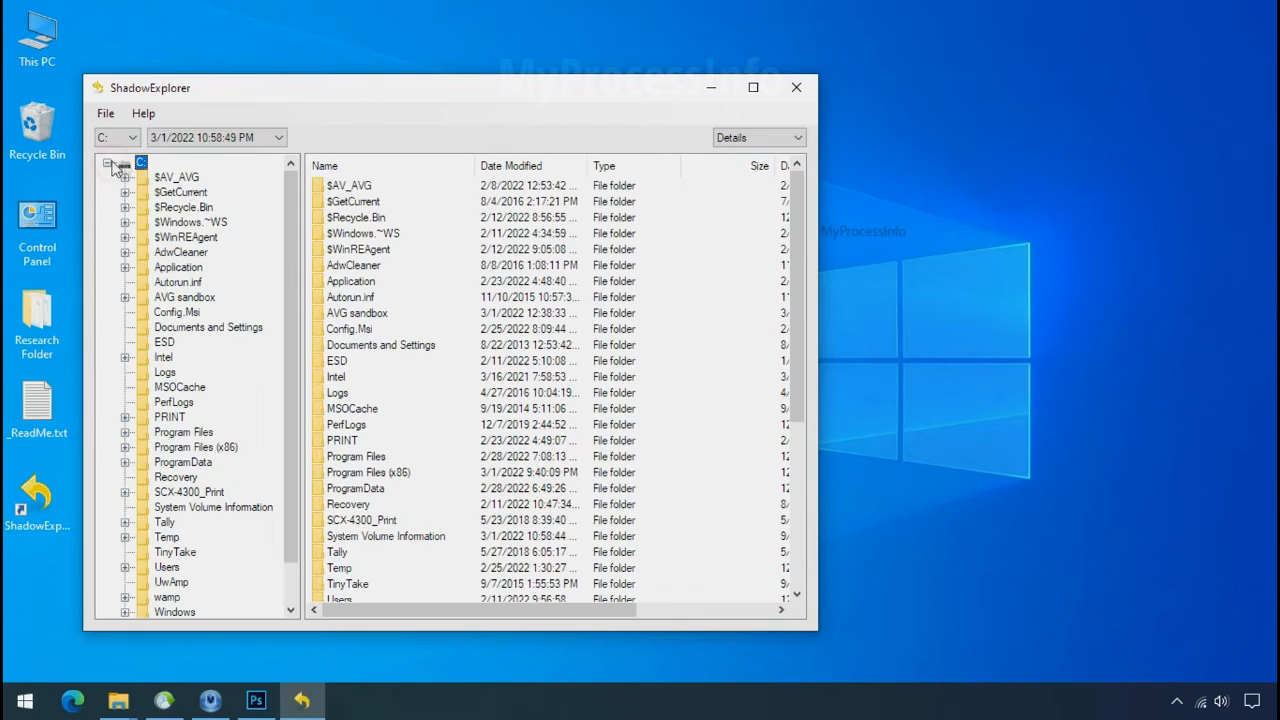 This PC
Recycle Bin
Control
Panel
Research
Folder
_ReadMe.txt
ShadowExp...
MyProcessInfo
MyProcessInfo
ShadowExplorer
File Help
C: 3/1/2022 10:58:49 PM Details
C:
$AV_AVG
$GetCurrent
$Recycle.Bin
$Windows.~WS
$WinREAgent
AdwCleaner
Application
Autorun.inf
AVG sandbox
Config.Msi
Documents and Settings
ESD
Intel
Logs
MSOCache
PerfLogs
PRINT
Program Files
Program Files (x86)
ProgramData
Recovery
SCX-4300_Print
System Volume Information
Tally
Temp
TinyTake
Users
UwAmp
wamp
Windows
Name Date Modified Type Size D
$AV_AVG 2/8/2022 12:53:42 ... File folder 2/
$GetCurrent 8/4/2016 2:17:21 PM File folder 7/
$Recycle.Bin 2/12/2022 8:56:55 ... File folder 12
$Windows.~WS 2/11/2022 4:34:59 ... File folder 2/
$WinREAgent 2/12/2022 9:05:08 ... File folder 2/
AdwCleaner 8/8/2016 1:08:11 PM File folder 11
Application 2/23/2022 4:48:40 ... File folder 2/
Autorun.inf 11/10/2015 10:57:3... File folder 11
AVG sandbox 3/1/2022 12:38:33 ... File folder 3/
Config.Msi 2/25/2022 8:09:44 ... File folder 2/
Documents and Settings 8/22/2013 12:53:42... File folder 8/
ESD 2/11/2022 5:10:08 ... File folder 2/
Intel 3/16/2021 7:58:53 ... File folder 12
Logs 4/27/2016 10:04:19... File folder 4/
MSOCache 9/19/2014 5:11:06 ... File folder 9/
PerfLogs 12/7/2019 2:44:52 ... File folder 12
PRINT 2/23/2022 4:49:07 ... File folder 2/
Program Files 2/28/2022 7:08:13 ... File folder 12
Program Files (x86) 3/1/2022 9:40:09 PM File folder 12
ProgramData 2/28/2022 6:49:26 ... File folder 12
Recovery 2/11/2022 10:47:34... File folder 9/
SCX-4300_Print 5/23/2018 8:39:40 ... File folder 5/
System Volume Information 3/1/2022 10:58:44 ... File folder 9/
Tally 5/27/2018 6:05:17 ... File folder 5/
Temp 2/25/2022 1:30:27 ... File folder 12
TinyTake 9/7/2015 1:55:53 PM File folder 9/
Users 2/11/2022 9:56:58 File folder 12
Ps